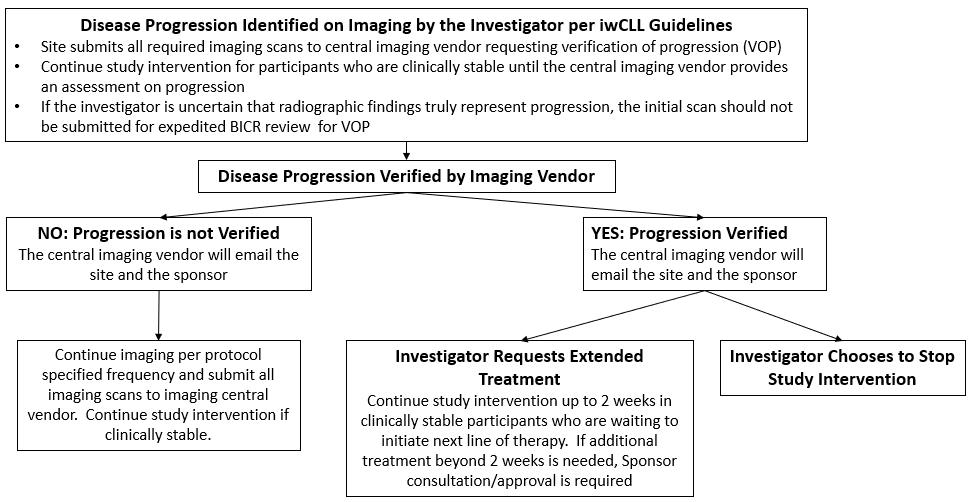 Disease Progression Identified on Imaging by the Investigator per iwCLL Guidelines
• Site submits all required imaging scans to central imaging vendor requesting verification of progression (VOP)
• Continue study intervention for participants who are clinically stable until the central imaging vendor provides
an assessment on progression
• If the investigator is uncertain that radiographic findings truly represent progression, the initial scan should not
be submitted for expedited BICR review for VOP
Disease Progression Verified by Imaging Vendor
NO: Progression is not Verified
The central imaging vendor will email the
site and the sponsor
YES: Progression Verified
The central imaging vendor will
email the site and the sponsor
Continue imaging per protocol
specified frequency and submit all
imaging scans to imaging central
vendor. Continue study intervention if
clinically stable.
Investigator Requests Extended
Treatment
Continue study intervention up to 2 weeks in
clinically stable participants who are waiting to
initiate next line of therapy. If additional
treatment beyond 2 weeks is needed, Sponsor
consultation/approval is required
Investigator Chooses to Stop
Study Intervention